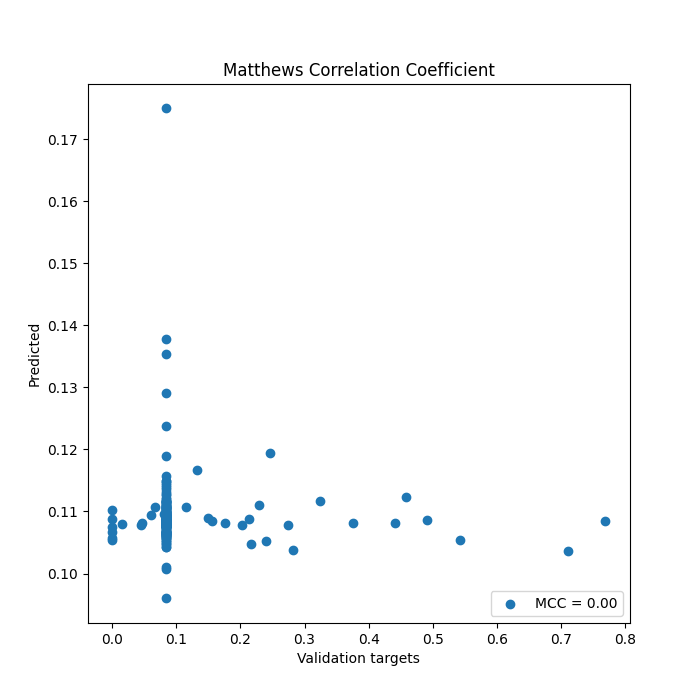 Matthews Correlation Coefficient
0.17
0.16
0.15
0.14
0.13
0.12
0.11
0.10
Predicted
MCC = 0.00
0.0 0.1 0.2 0.3 0.4 0.5 0.6 0.7 0.8
Validation targets